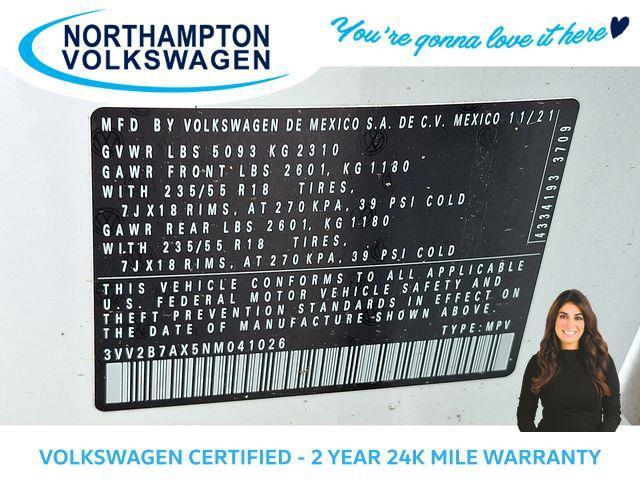 NORTHAMPTON
VOLKSWAGEN
You're gonna love it here
MFD BY VOLKSWAGEN DE MEXICO S.A. DE C.V. MEXICO 11/21
GVWR LBS 5093 KG 2310
GAWR FRONT LBS 2601, KG 1180
WITH 235/55 R18 TIRES,
7JX18 RIMS, AT 270 KPA, 39 PSI COLD
GAWR REAR LBS 2601, KG 1180
WITH 235/55 R18 TIRES,
7JX18 RIMS, AT 270 KPA, 39 PSI COLD
THIS VEHICLE CONFORMS TO ALL APPLICABLE
U.S. FEDERAL MOTOR VEHICLE SAFETY AND
THEFT PREVENTION STANDARDS IN EFFECT ON
THE DATE OF MANUFACTURE SHOWN ABOVE.
3VV2B7AX5NM041026 TYPE: MPV
4334193 3709
VOLKSWAGEN CERTIFIED - 2 YEAR 24K MILE WARRANTY